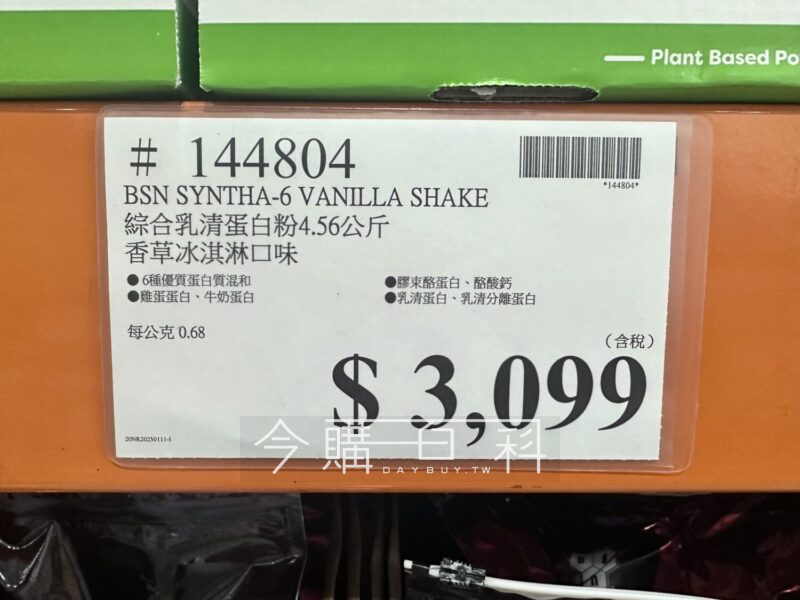 Plant Based Po
# 144804
*144804*
BSN SYNTHA-6 VANILLA SHAKE
綜合乳清蛋白粉4.56公斤
香草冰淇淋口味
●6種優質蛋白質混和
●膠束酪蛋白、酪酸鈣
●雞蛋蛋白、牛奶蛋白
●乳清蛋白、乳清分離蛋白
每公克 0.68
(含稅)
$ 3,099
20NR20250111-J
今購百科
DAYBUY.TW